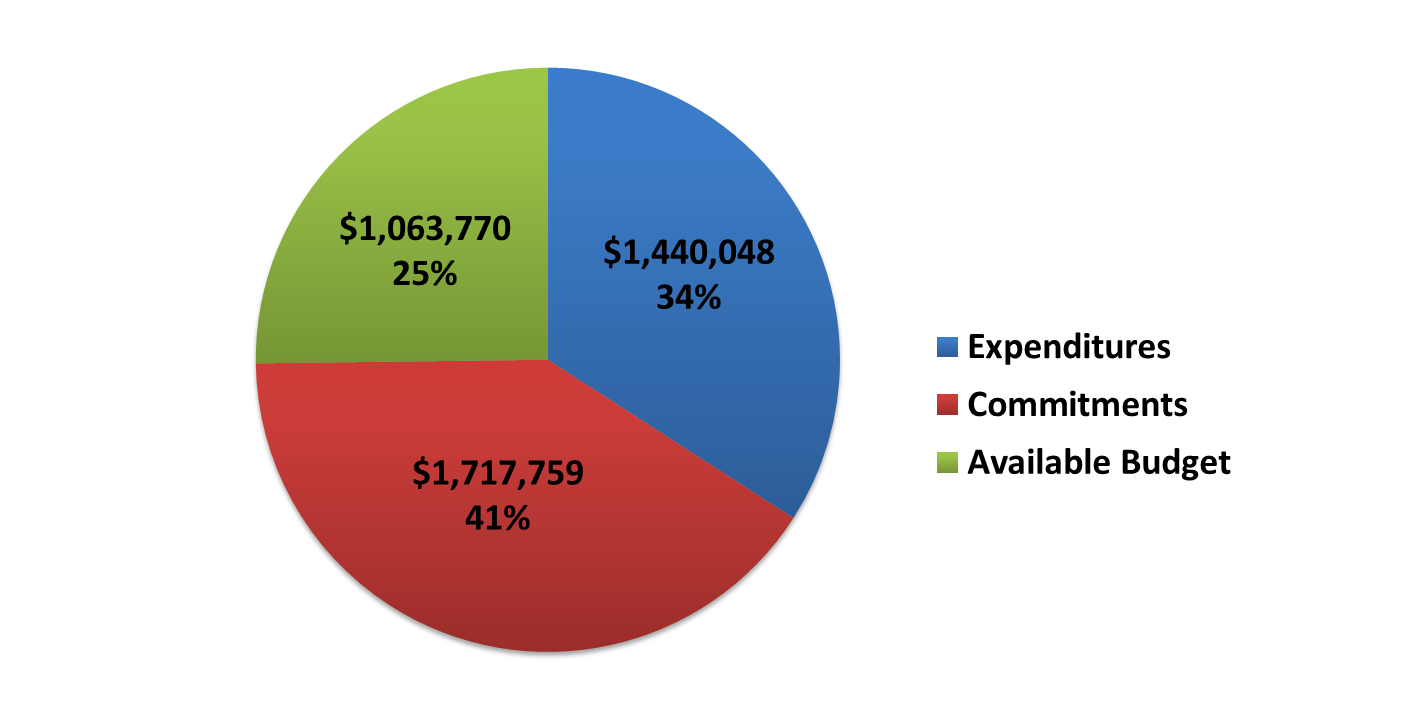 $1,063,770
25%
$1,440,048
34%
$1,717,759
41%
Expenditures
Commitments
Available Budget